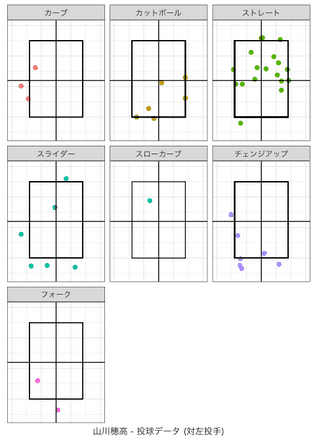 カーブ
カットボール
ストレート
スライダー
スローカーブ
チェンジアップ
フォーク
山川穂高 - 投球データ (対左投手)